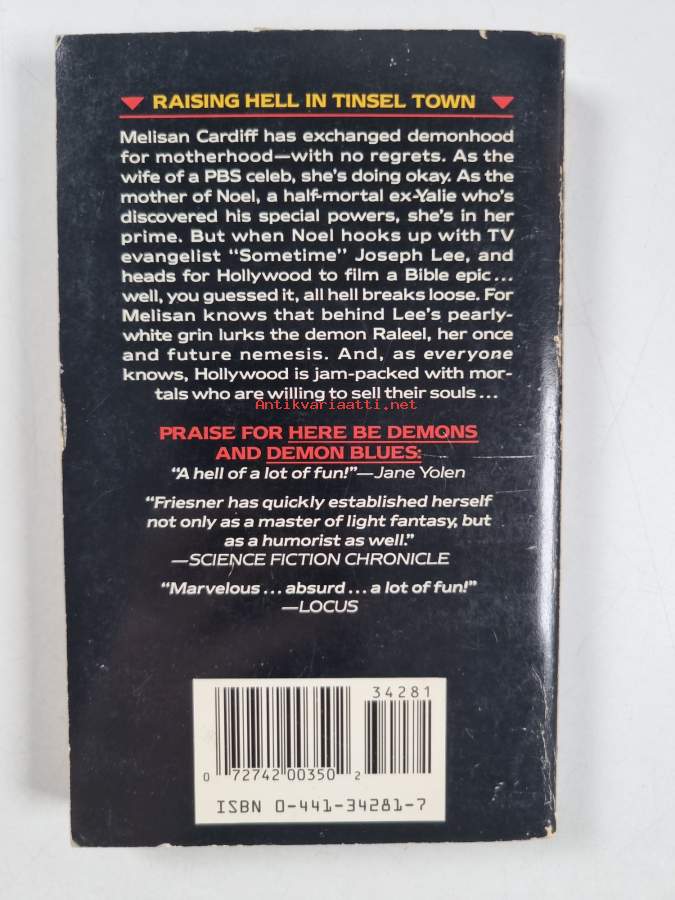 RAISING HELL IN TINSEL TOWN
Melisan Cardiff has exchanged demonhood
for motherhood—with no regrets. As the
wife of a PBS celeb, she's doing okay. As the
mother of Noel, a half-mortal ex-Yalie who's
discovered his special powers, she's in her
prime. But when Noel hooks up with TV
evangelist “Sometime” Joseph Lee, and
heads for Hollywood to film a Bible epic...
well, you guessed it, all hell breaks loose. For
Melisan knows that behind Lee's pearly-
white grin lurks the demon Raleel, her once
and future nemesis. And, as everyone
knows, Hollywood is jam-packed with mor-
tals who are willing to sell their souls...
Antikvariaatti.net
PRAISE FOR HERE BE DEMONS
AND DEMON BLUES:
“A hell of a lot of fun!”—Jane Yolen
“Friesner has quickly established herself
not only as a master of light fantasy, but
as a humorist as well.”
—SCIENCE FICTION CHRONICLE
“Marvelous...absurd...a lot of fun!”
—LOCUS
34281
0 72742 00350 2
ISBN 0-441-34281-7